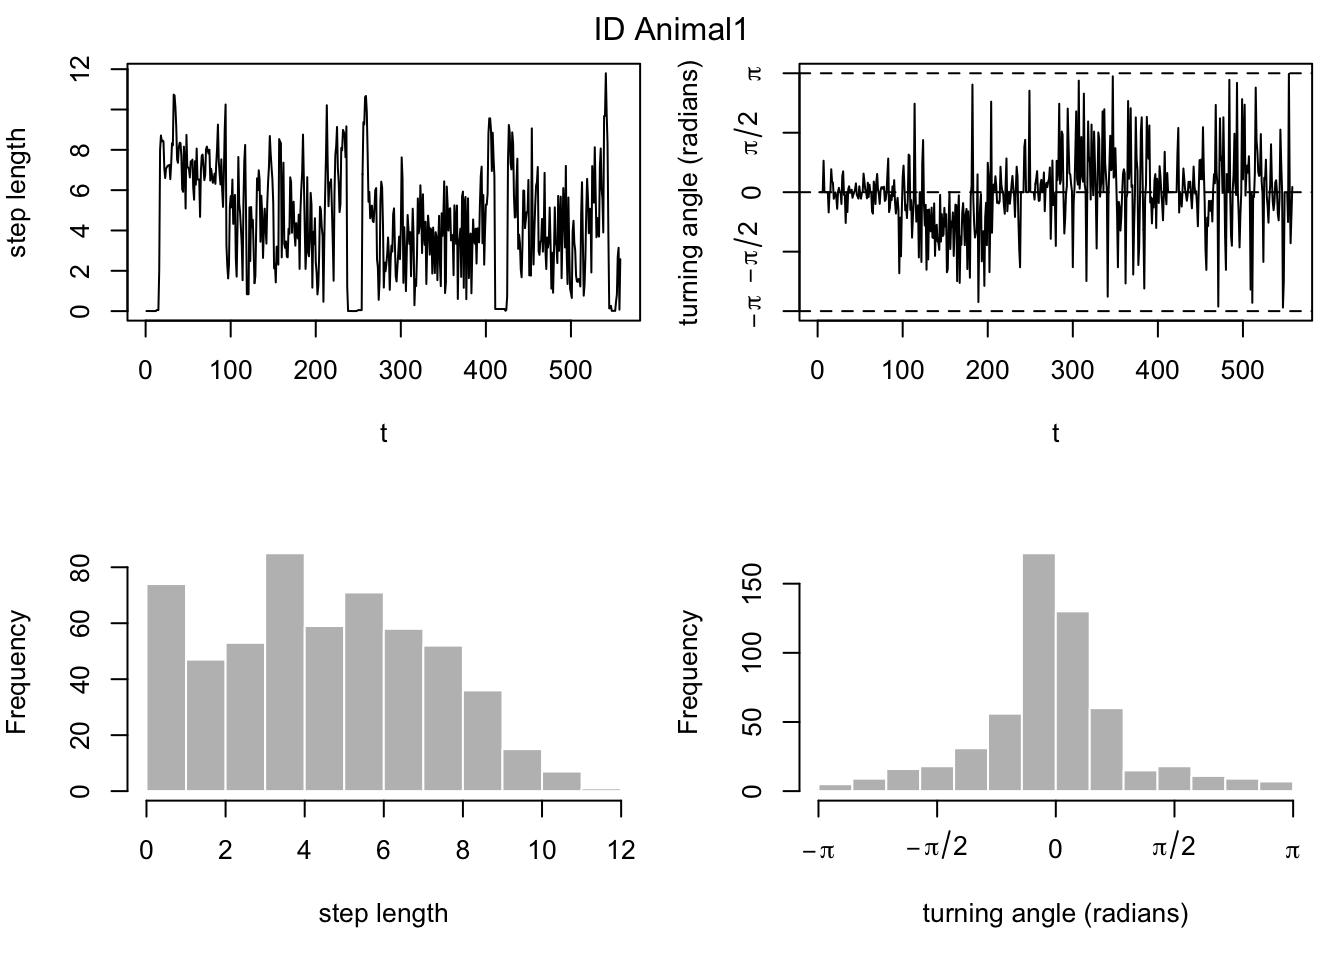 ID Animal1
step length
12
8
6
4
2
0
0 100 200 300 400 500
t
turning angle (radians)
π
π/2
0
−π/2
−π
0 100 200 300 400 500
t
Frequency
80
60
40
20
0
0 2 4 6 8 10 12
step length
Frequency
150
100
50
0
−π −π/2 0 π/2 π
turning angle (radians)